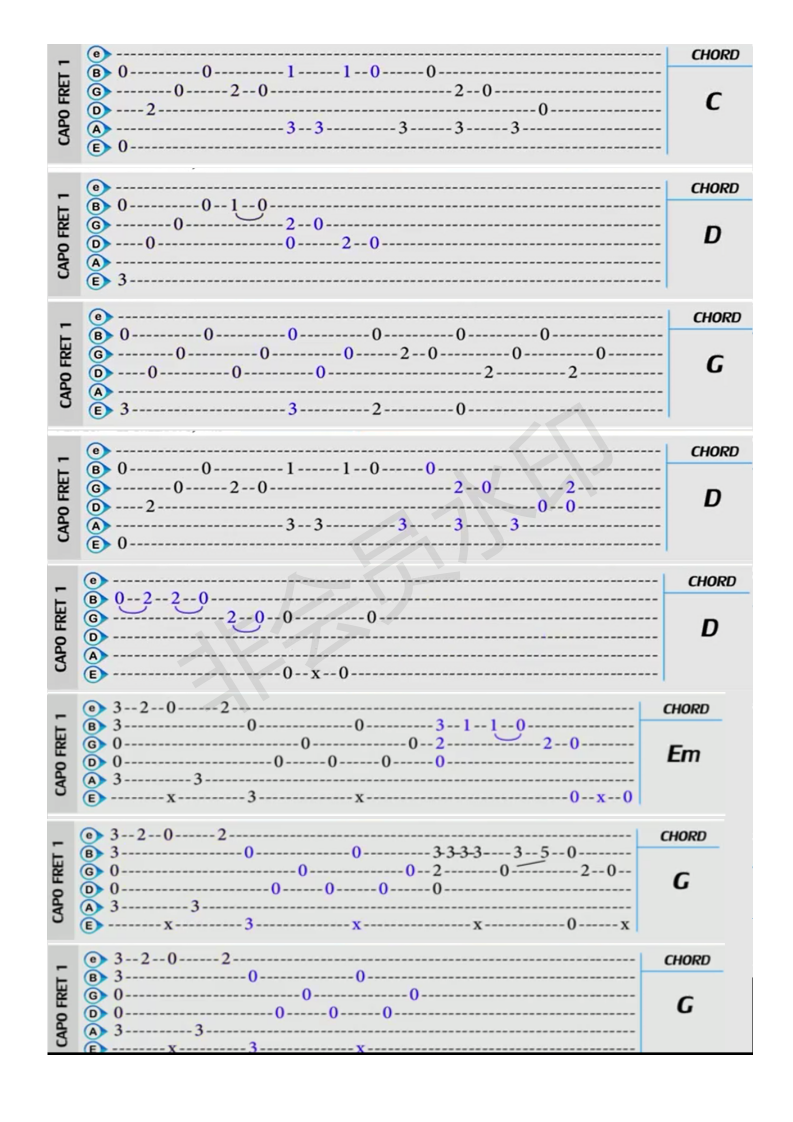 CAPO FRET 1
CHORD
e---------------------------------------------------
B 0--------0--------1-----1--0-----0----------------
G ------0-----2--0--------------------2--0----------
D ---2-----------------------------------------0----
A ------------------3--3--------3-----3-----3-------
E 0-------------------------------------------------
C
CAPO FRET 1
CHORD
e---------------------------------------------------
B 0--------0--1--0----------------------------------
G ------0-----------2--0----------------------------
D ---0--------------0-----2--0----------------------
A --------------------------------------------------
E 3-------------------------------------------------
D
CAPO FRET 1
CHORD
e---------------------------------------------------
B 0--------0--------0--------0--------0--------0----
G ------0--------0--------0-----2--0--------0--------0---
D ---0--------0--------0-----------------2--------2---
A --------------------------------------------------
E 3-----------------3--------2--------0-------------
G
CAPO FRET 1
CHORD
e---------------------------------------------------
B 0--------0--------1-----1--0-----0----------------
G ------0-----2--0--------------------2--0--------2---
D ---2-----------------------------------------0--0---
A ------------------3--3--------3-----3-----3-------
E 0-------------------------------------------------
D
CAPO FRET 1
CHORD
e---------------------------------------------------
B 0--2--2--0----------------------------------------
G ------------2--0--0--------0----------------------
D --------------------------------------------------
A --------------------------------------------------
E ------------------0--x--0-------------------------
D
CAPO FRET 1
CHORD
e 3--2--0-----2-------------------------------------
B 3--------------0-----------0--------3--1--1--0----
G 0--------------------0-----------0--2-----------2--0---
D 0-----------------0-----0-----0-----0-------------
A 3--------3----------------------------------------
E ------x--------3-----------x-----------------------0--x--0
Em
CAPO FRET 1
CHORD
e 3--2--0-----2-------------------------------------
B 3--------------0-----------0--------3-3-3-3----3--5--0---
G 0--------------------0-----------0--2-------0--------2--0-
D 0-----------------0-----0-----0-----0-------------
A 3--------3----------------------------------------
E ------x--------3-----------x------------x---------0-----x
G
CAPO FRET 1
CHORD
e 3--2--0-----2-------------------------------------
B 3--------------0-----------0----------------------
G 0--------------------0-----------0----------------
D 0-----------------0-----0-----0-------------------
A 3--------3----------------------------------------
E ------x--------3-----------x----------------------
G
非会员水印